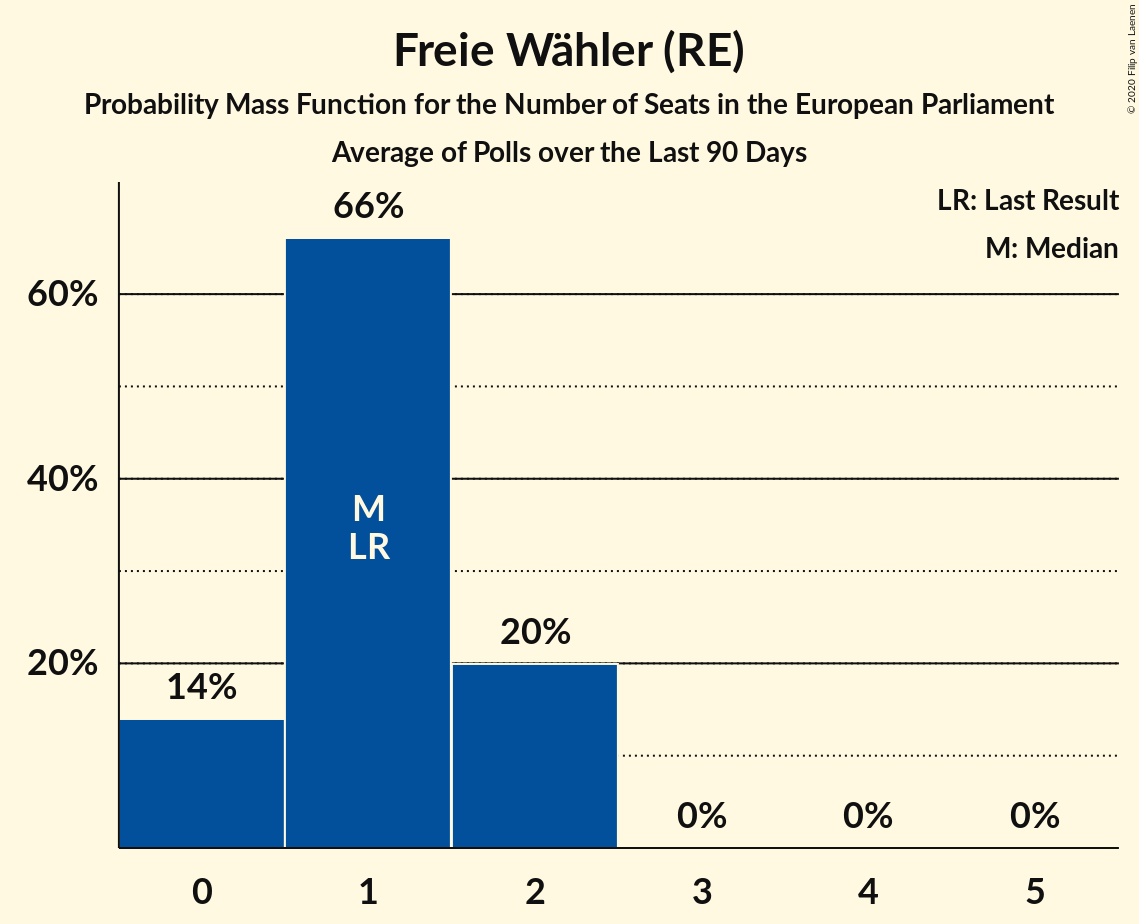 Freie Wähler (RE)
Probability Mass Function for the Number of Seats in the European Parliament
Average of Polls over the Last 90 Days
© 2020 Filip van Laenen
LR: Last Result
M: Median
66%
60%
40%
M
LR
20%
20%
14%
0% 0% 0%
0 1 2 3 4 5